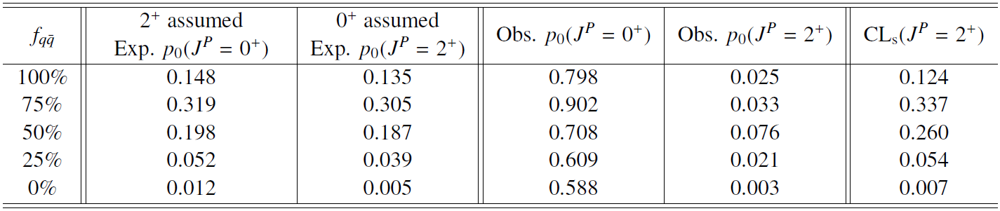 f_{qq̄} 2⁺ assumed Exp. p₀(J^P = 0⁺) 0⁺ assumed Exp. p₀(J^P = 2⁺) Obs. p₀(J^P = 0⁺) Obs. p₀(J^P = 2⁺) CLₛ(J^P = 2⁺)
100% 0.148 0.135 0.798 0.025 0.124
75% 0.319 0.305 0.902 0.033 0.337
50% 0.198 0.187 0.708 0.076 0.260
25% 0.052 0.039 0.609 0.021 0.054
0% 0.012 0.005 0.588 0.003 0.007